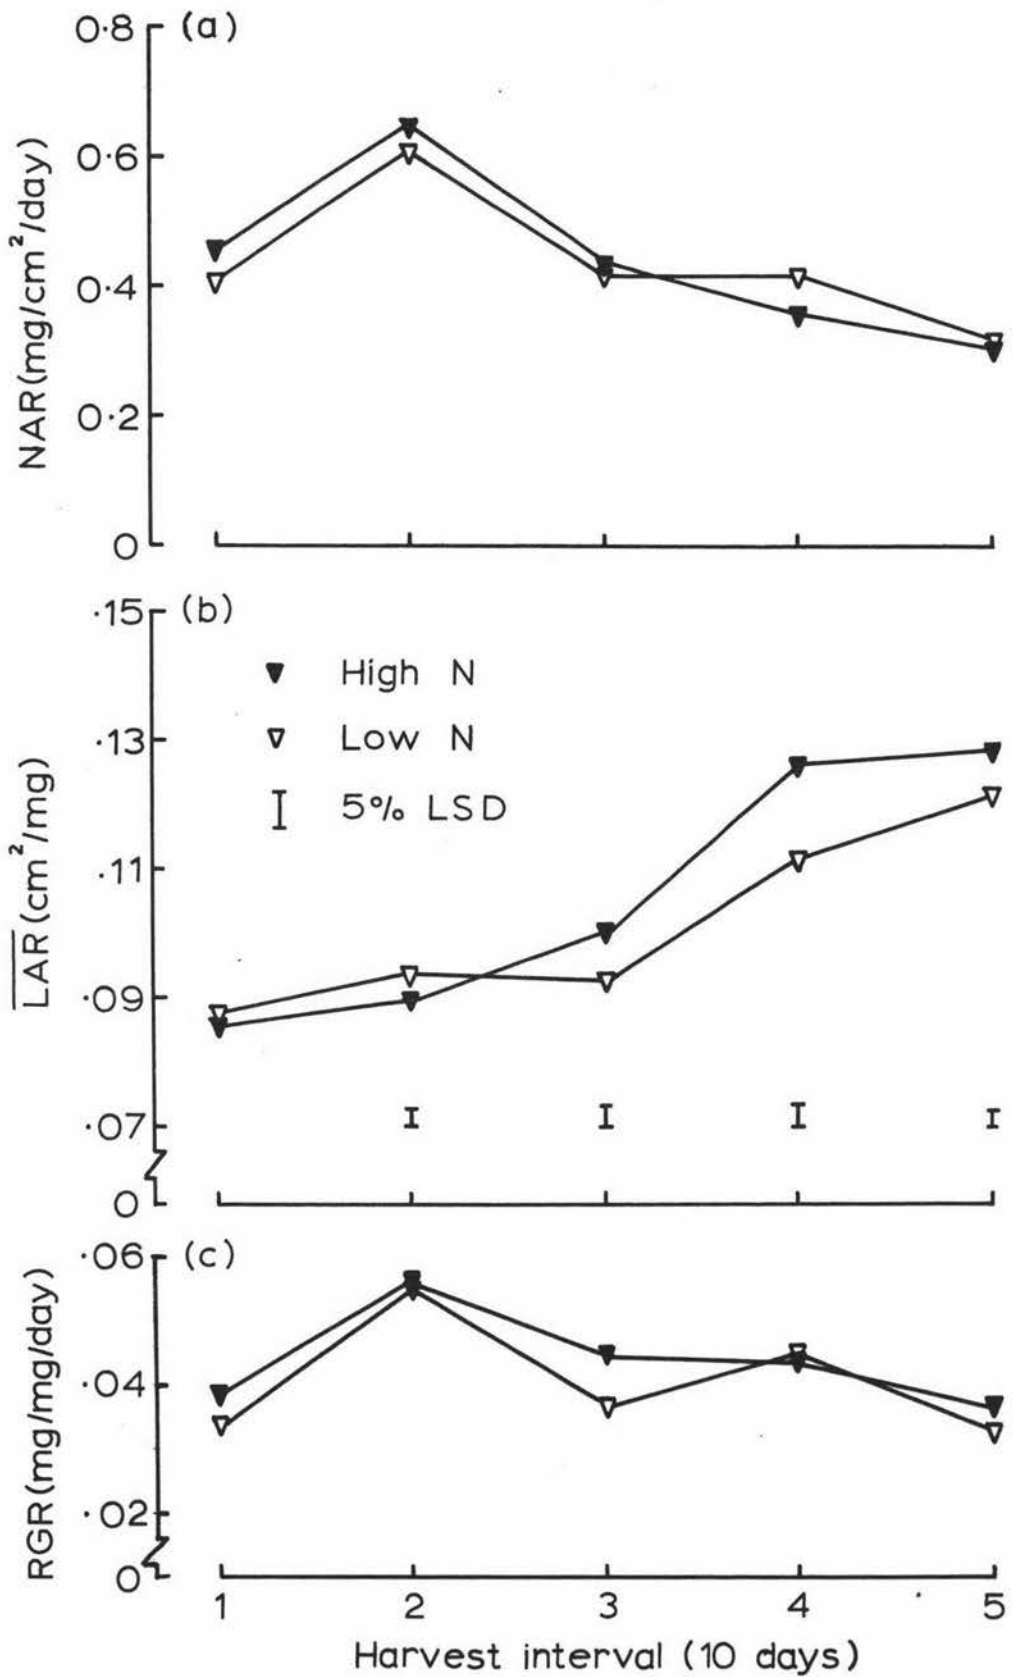 (a)
0·8
0·6
0·4
0·2
0
NAR(mg/cm²/day)
(b)
·15
·13
·11
·09
·07
0
L̅A̅R̅(cm²/mg)
High N
Low N
5% LSD
(c)
·06
·04
·02
0
RGR(mg/mg/day)
1 2 3 4 5
Harvest interval (10 days)